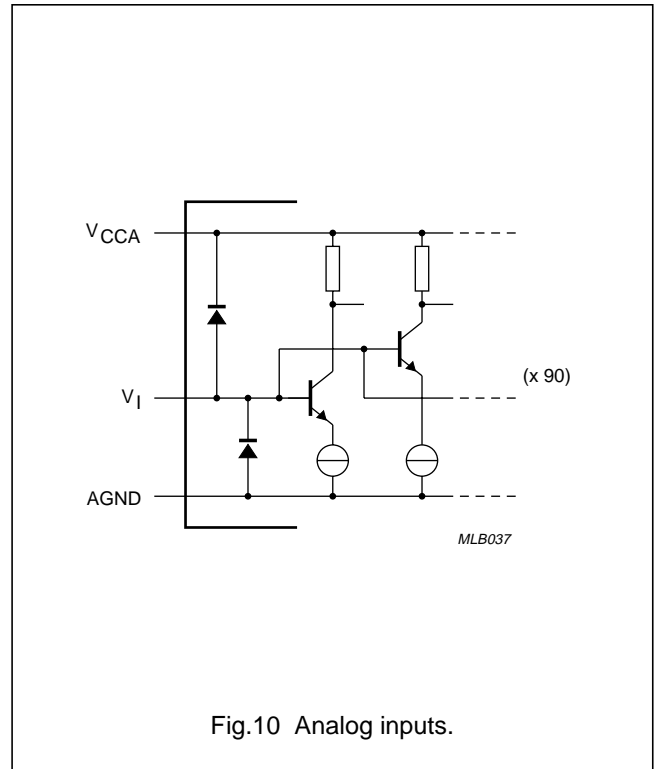 VCCA
VI
AGND
(x 90)
MLB037
Fig.10 Analog inputs.